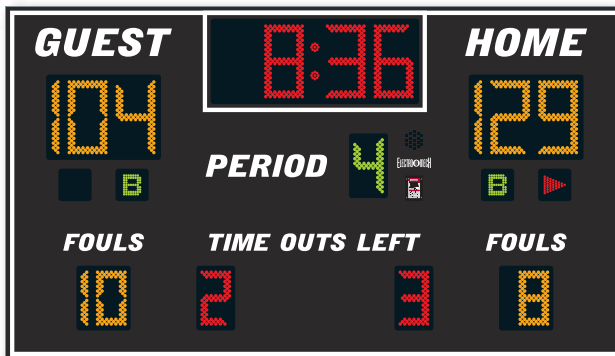 GUEST 8:36 HOME
104 129
PERIOD 4
B B
FOULS TIME OUTS LEFT FOULS
10 2 3 8